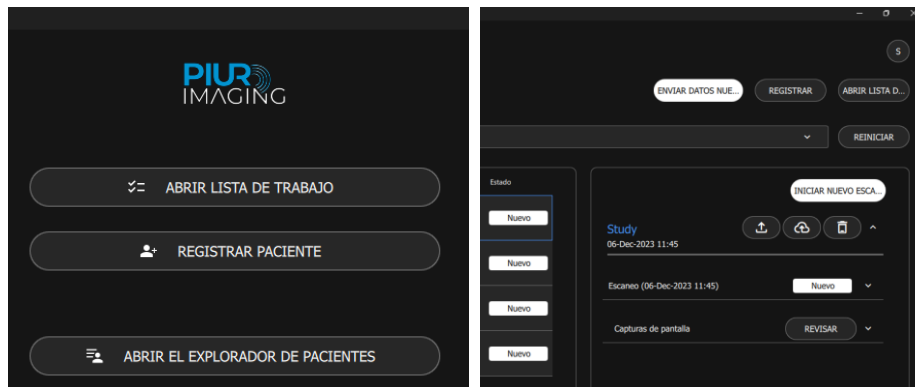 PIUR
IMAGING
ABRIR LISTA DE TRABAJO
REGISTRAR PACIENTE
ABRIR EL EXPLORADOR DE PACIENTES
S
ENVIAR DATOS NUE...
REGISTRAR
ABRIR LISTA D...
REINICIAR
Estado
Nuevo
Nuevo
Nuevo
Nuevo
INICIAR NUEVO ESCA...
Study
06-Dec-2023 11:45
Escaneo (06-Dec-2023 11:45)
Nuevo
Capturas de pantalla
REVISAR